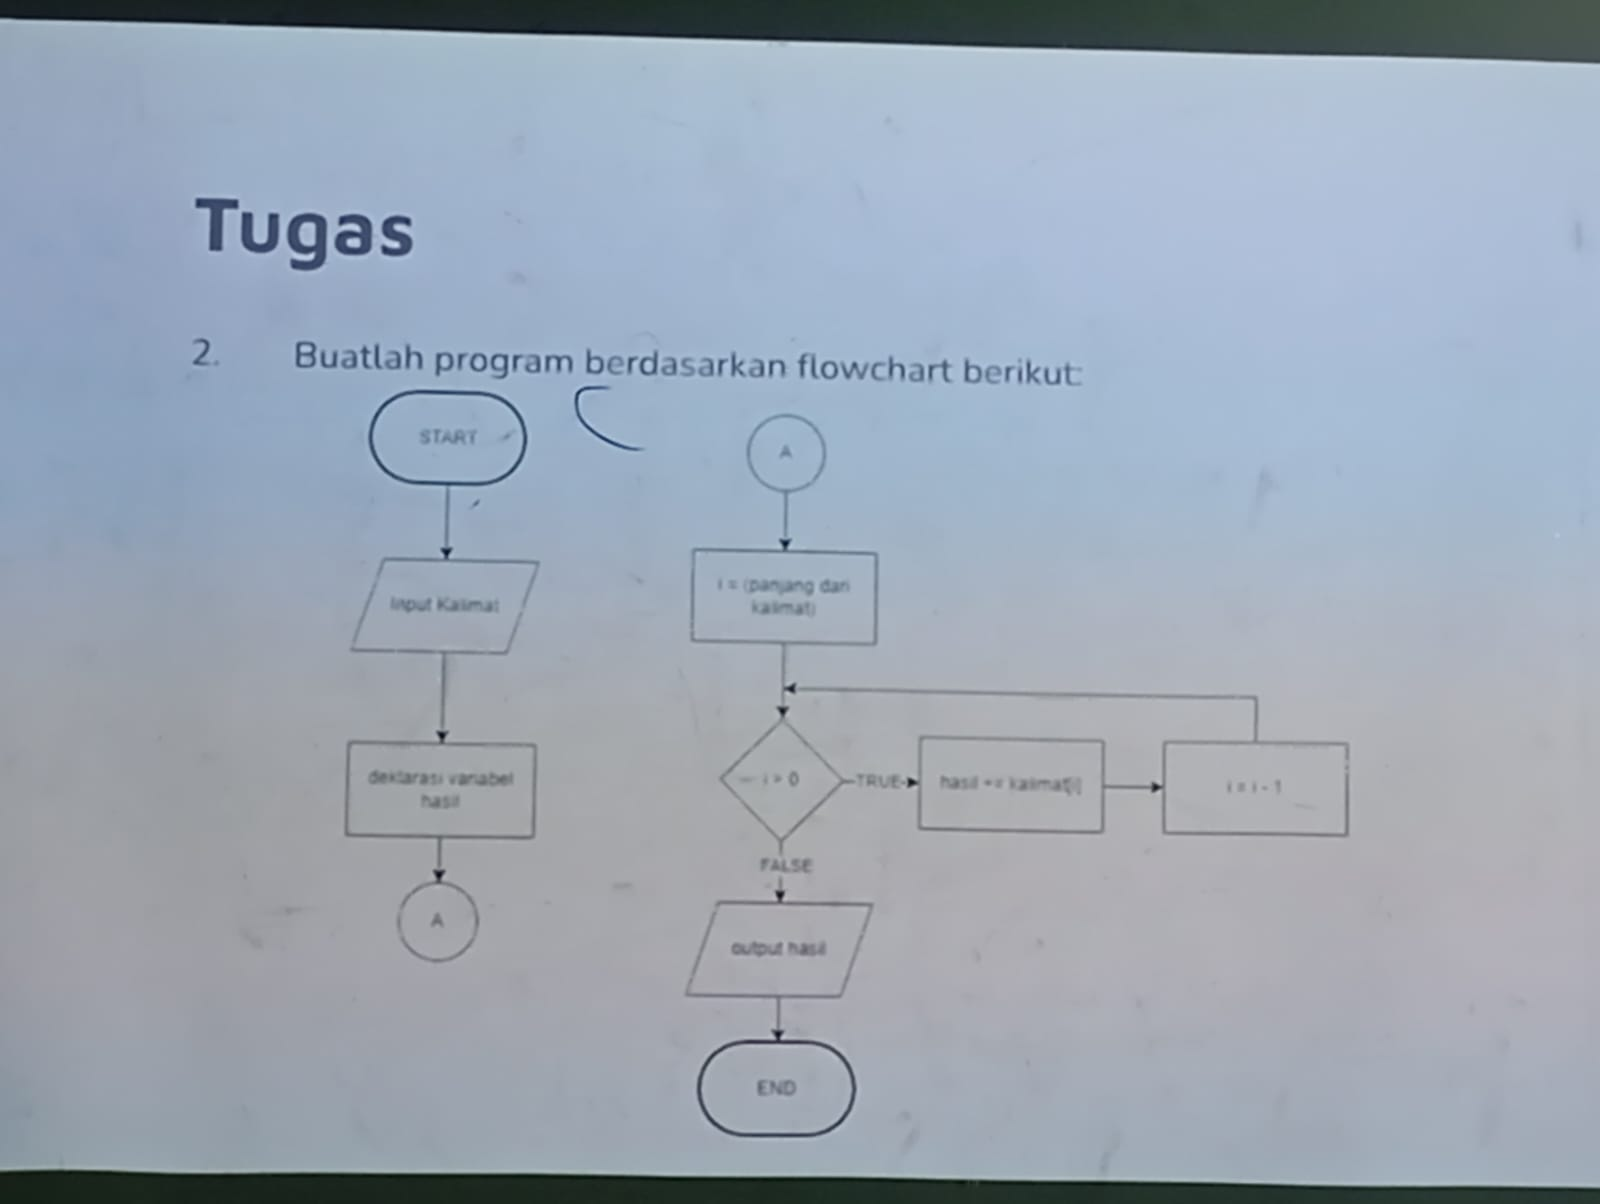 Tugas
2. Buatlah program berdasarkan flowchart berikut:
START
Input Kalimat
deklarasi variabel
hasil
A
A
i = (panjang dari
kalimat)
i > 0
TRUE
hasil += kalimat[i]
i = i - 1
FALSE
output hasil
END